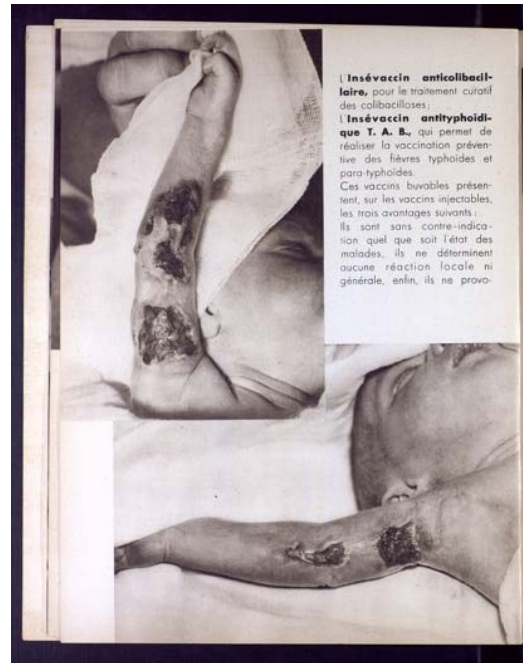 L'Insévaccin anticolibacil-
laire, pour le traitement curatif
des colibacilloses;
L'Insévaccin antityphoïdi-
que T. A. B., qui permet de
réaliser la vaccination préven-
tive des fièvres typhoïdes et
para-typhoïdes.
Ces vaccins buvables présen-
tent, sur les vaccins injectables,
les trois avantages suivants :
Ils sont sans contre-indica-
tion quel que soit l'état des
malades, ils ne déterminent
aucune réaction locale ni
générale, enfin, ils ne provo-